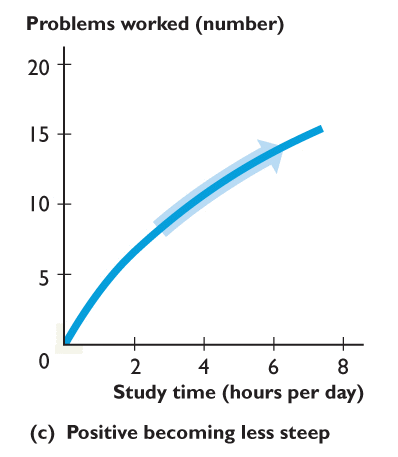 Problems worked (number)
20
15
10
5
0
2 4 6 8
Study time (hours per day)
(c) Positive becoming less steep